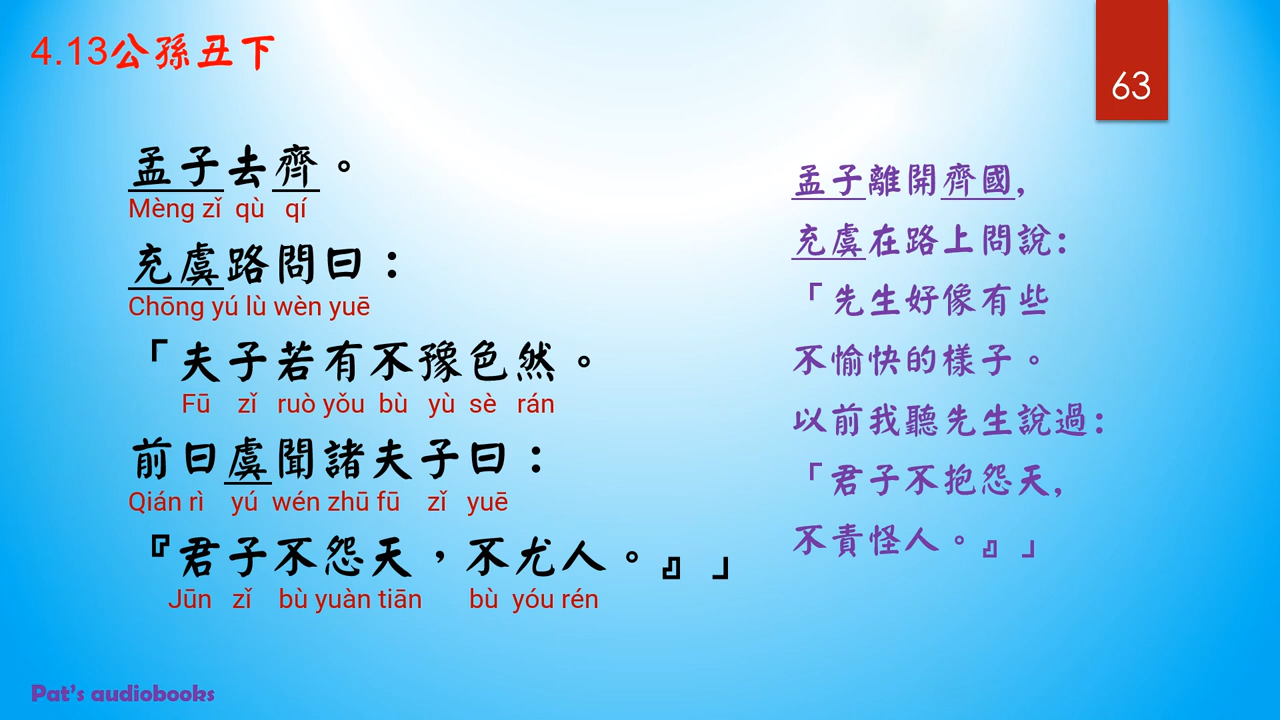 4.13公孫丑下
63
孟子去齊。
Mèng zǐ qù qí
充虞路問曰：
Chōng yú lù wèn yuē
「夫子若有不豫色然。
Fū zǐ ruò yǒu bù yù sè rán
前日虞聞諸夫子曰：
Qián rì yú wén zhū fū zǐ yuē
『君子不怨天，不尤人。』」
Jūn zǐ bù yuàn tiān bù yóu rén
孟子離開齊國,
充虞在路上問說:
「先生好像有些
不愉快的樣子。
以前我聽先生說過:
「君子不抱怨天,
不責怪人。』」
Pat's audiobooks